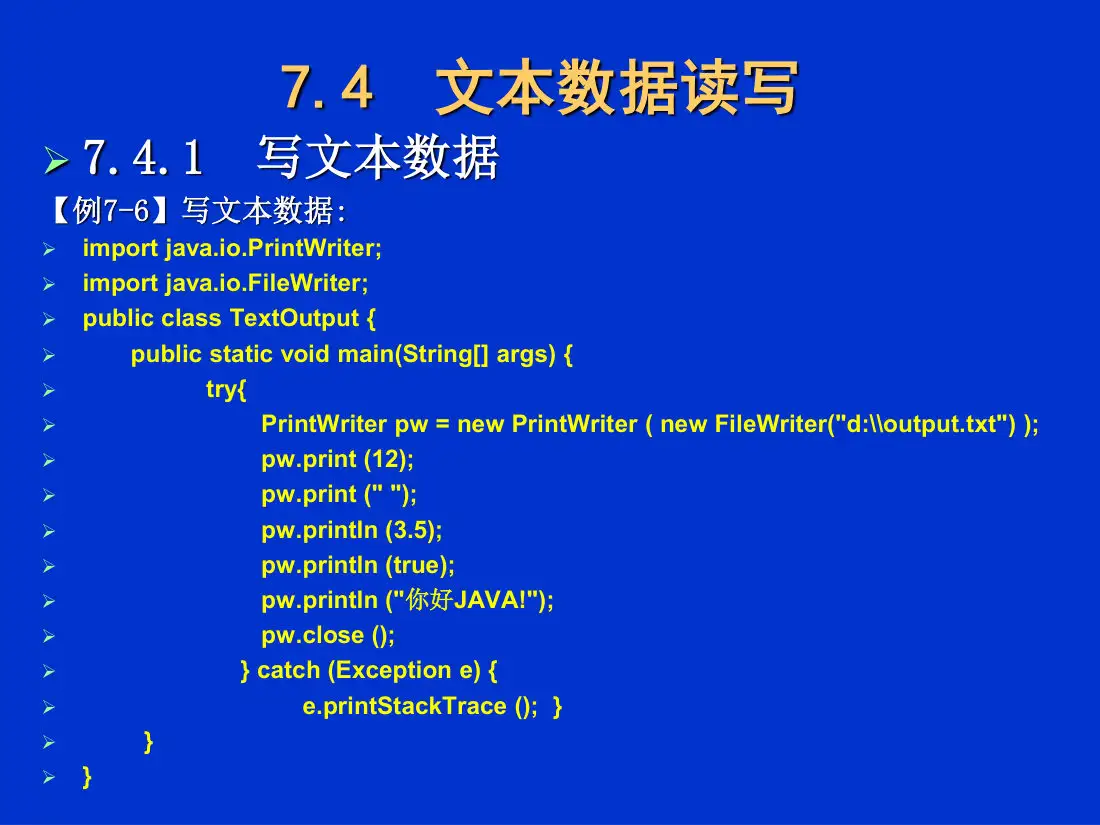 7.4 文本数据读写
7.4.1 写文本数据
【例7-6】写文本数据:
import java.io.PrintWriter;
import java.io.FileWriter;
public class TextOutput {
public static void main(String[] args) {
try{
PrintWriter pw = new PrintWriter ( new FileWriter("d:\\output.txt") );
pw.print (12);
pw.print (" ");
pw.println (3.5);
pw.println (true);
pw.println ("你好JAVA!");
pw.close ();
} catch (Exception e) {
e.printStackTrace (); }
}
}